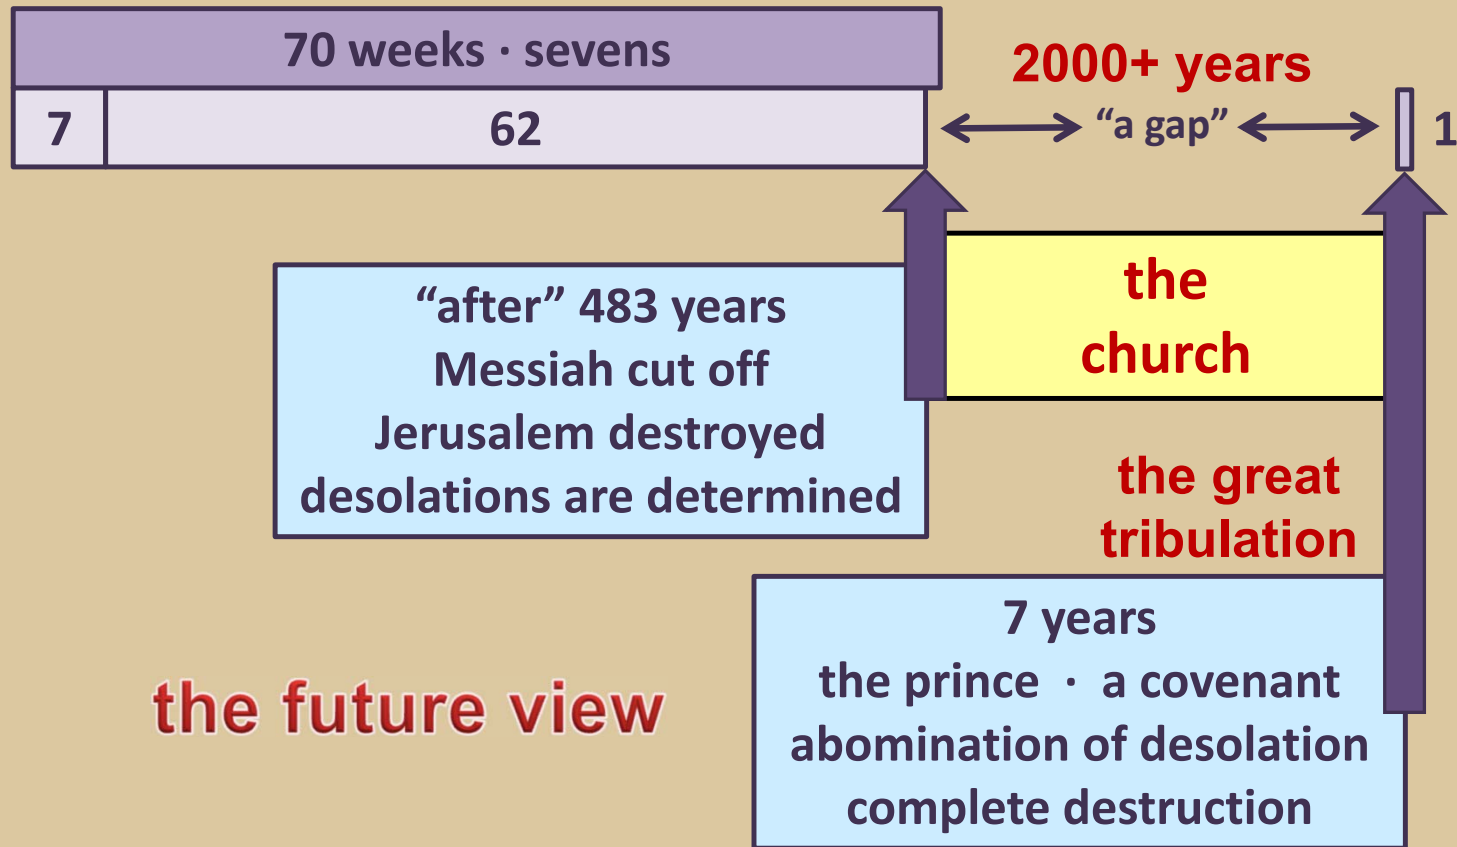 70 weeks · sevens
2000+ years
7
62
“a gap”
1
the
church
“after” 483 years
Messiah cut off
Jerusalem destroyed
desolations are determined
the great
tribulation
7 years
the prince · a covenant
abomination of desolation
complete destruction
the future view